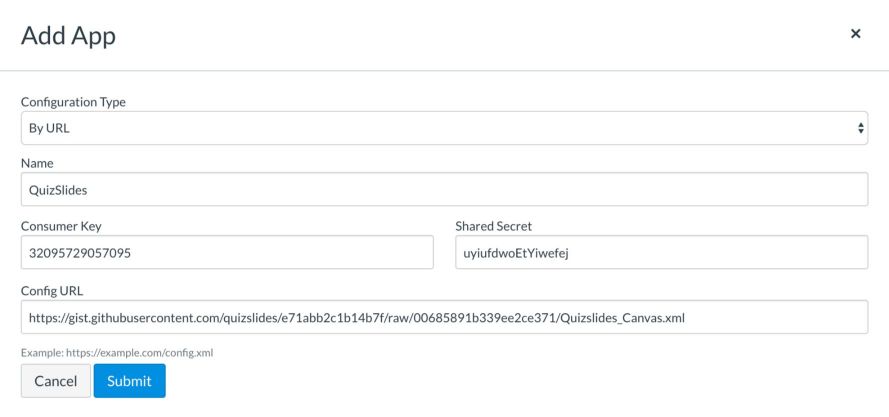 Add App
×
Configuration Type
By URL
Name
QuizSlides
Consumer Key
Shared Secret
32095729057095
uyiufdwoEtYiwefej
Config URL
https://gist.githubusercontent.com/quizslides/e71abb2c1b14b7f/raw/00685891b339ee2ce371/Quizslides_Canvas.xml
Example: https://example.com/config.xml
Cancel
Submit